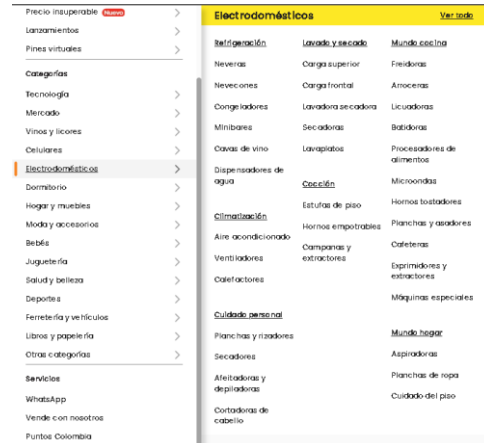 Precio insuperable Nuevo
Lanzamientos
Pines virtuales
Categorías
Tecnología
Mercado
Vinos y licores
Celulares
Electrodomésticos
Dormitorio
Hogar y muebles
Moda y accesorios
Bebés
Juguetería
Salud y belleza
Deportes
Ferretería y vehículos
Libros y papelería
Otras categorías
Servicios
WhatsApp
Vende con nosotros
Puntos Colombia
Electrodomésticos
Ver todo
Refrigeración
Neveras
Nevecones
Congeladores
Minibares
Cavas de vino
Dispensadores de
agua
Climatización
Aire acondicionado
Ventiladores
Calefactores
Cuidado personal
Planchas y rizadores
Secadores
Afeitadoras y
depiladoras
Cortadoras de
cabello
Lavado y secado
Carga superior
Carga frontal
Lavadora secadora
Secadoras
Lavaplatos
Cocción
Estufas de piso
Hornos empotrables
Campanas y
extractores
Mundo cocina
Freidoras
Arroceras
Licuadoras
Batidoras
Procesadores de
alimentos
Microondas
Hornos tostadores
Planchas y asadores
Cafeteras
Exprimidores y
extractores
Máquinas especiales
Mundo hogar
Aspiradoras
Planchas de ropa
Cuidado del piso